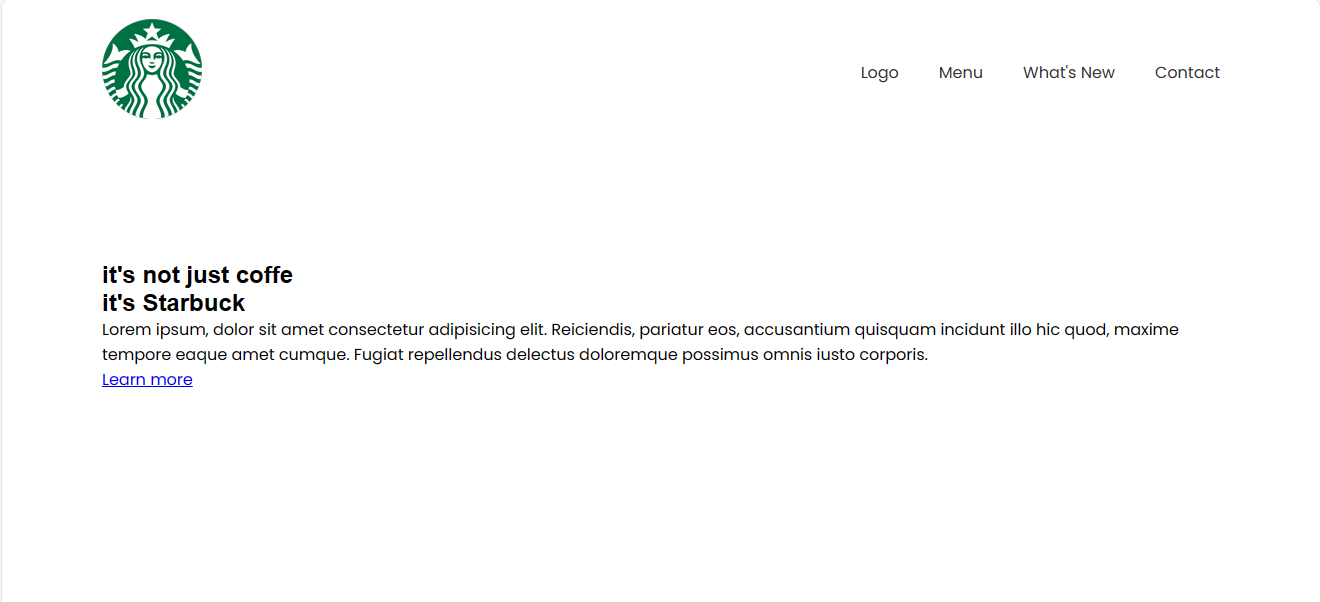 Logo Menu What's New Contact
it's not just coffe
it's Starbuck
Lorem ipsum, dolor sit amet consectetur adipisicing elit. Reiciendis, pariatur eos, accusantium quisquam incidunt illo hic quod, maxime
tempore eaque amet cumque. Fugiat repellendus delectus doloremque possimus omnis iusto corporis.
Learn more